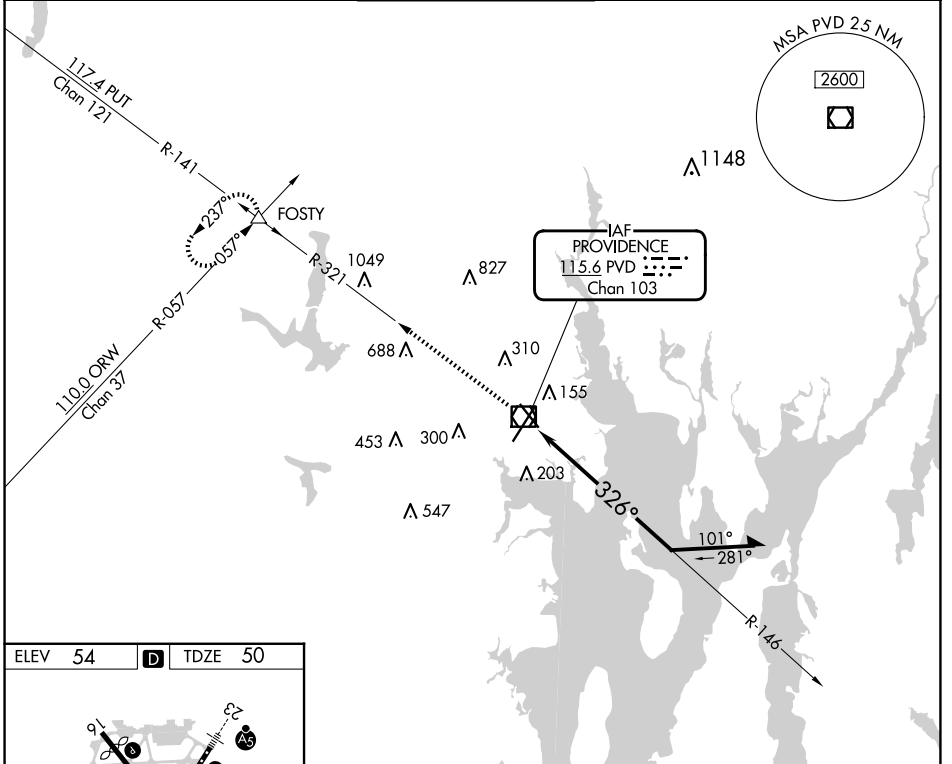 MSA PVD 25 NM
2600
117.4 PUT
Chan 121
R-141
1148
237°
FOSTY
057°
IAF
PROVIDENCE
115.6 PVD
Chan 103
R-321
1049
827
R-057
688
310
110.0 ORW
Chan 37
155
453
300
203
326°
547
101°
281°
R-146
ELEV 54
D
TDZE 50
16
23
A5